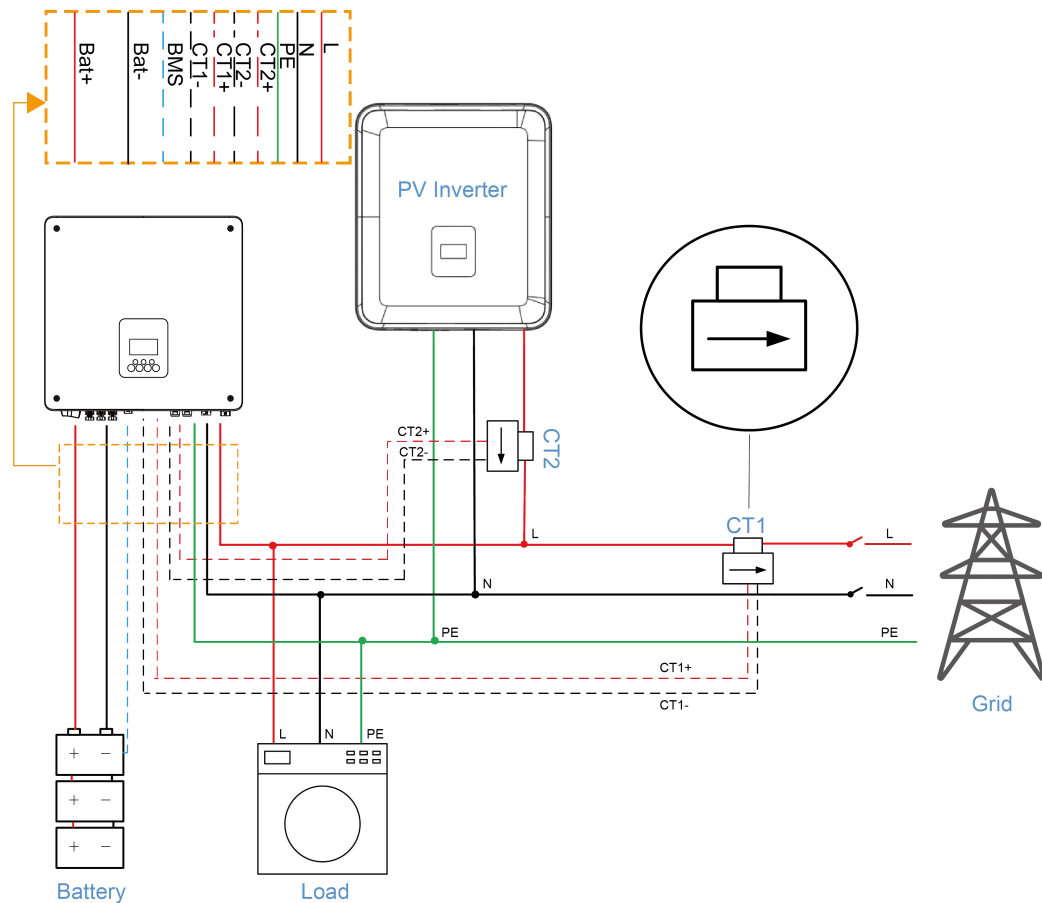 Bat+
Bat-
BMS
CT1-
CT1+
CT2-
CT2+
PE
N
L
PV Inverter
CT2+
CT2-
CT2
CT1
L
L
N
N
PE
PE
CT1+
CT1-
Grid
L
N
PE
+ −
+ −
+ −
Battery
Load